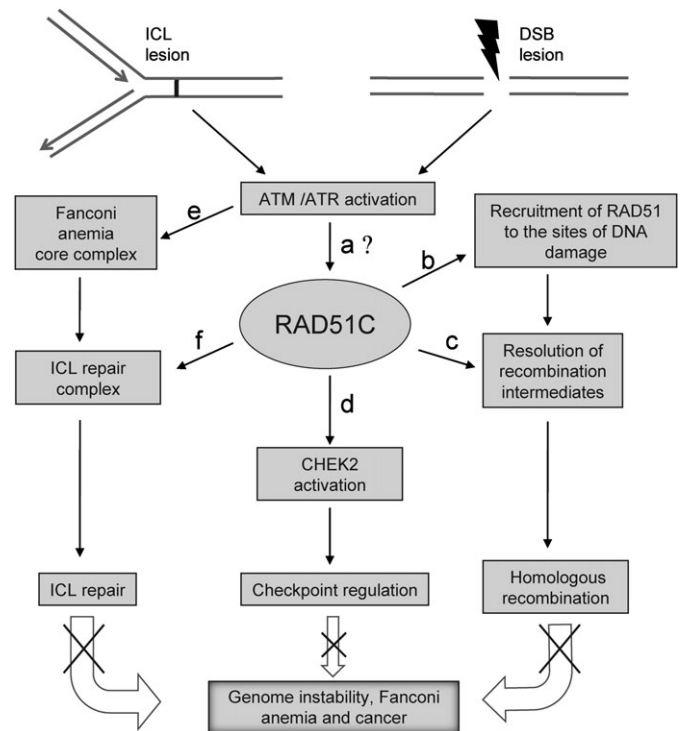 ICL
lesion
DSB
lesion
ATM /ATR activation
e
Fanconi
anemia
core complex
a ?
b
Recruitment of RAD51
to the sites of DNA
damage
RAD51C
f
c
ICL repair
complex
Resolution of
recombination
intermediates
d
CHEK2
activation
ICL repair
Checkpoint regulation
Homologous
recombination
Genome instability, Fanconi
anemia and cancer